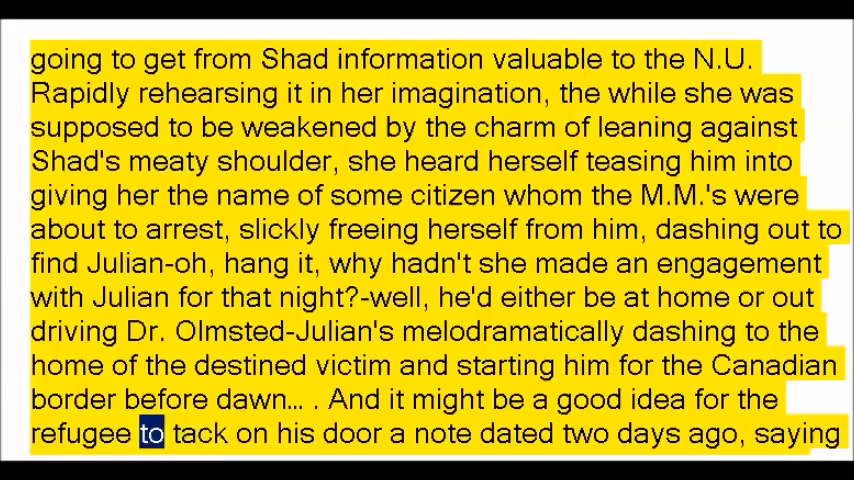 going to get from Shad information valuable to the N.U.
Rapidly rehearsing it in her imagination, the while she was
supposed to be weakened by the charm of leaning against
Shad's meaty shoulder, she heard herself teasing him into
giving her the name of some citizen whom the M.M.'s were
about to arrest, slickly freeing herself from him, dashing out to
find Julian-oh, hang it, why hadn't she made an engagement
with Julian for that night?-well, he'd either be at home or out
driving Dr. Olmsted-Julian's melodramatically dashing to the
home of the destined victim and starting him for the Canadian
border before dawn... . And it might be a good idea for the
refugee to tack on his door a note dated two days ago, saying